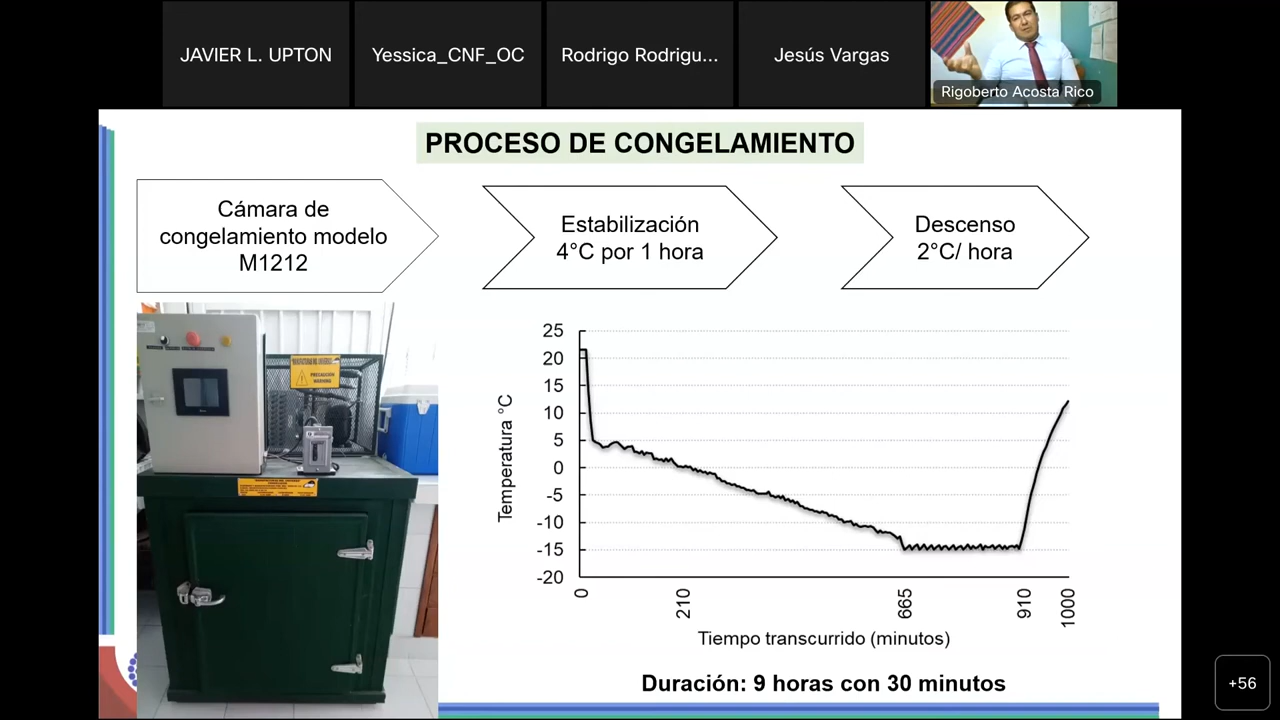 JAVIER L. UPTON
Yessica_CNF_OC
Rodrigo Rodrigu...
Jesús Vargas
Rigoberto Acosta Rico
PROCESO DE CONGELAMIENTO
Cámara de
congelamiento modelo
M1212
Estabilización
4°C por 1 hora
Descenso
2°C/ hora
PRECAUCIÓN
WARNING
Temperatura °C
25
20
15
10
5
0
-5
-10
-15
-20
0
210
665
910
1000
Tiempo transcurrido (minutos)
Duración: 9 horas con 30 minutos
+56